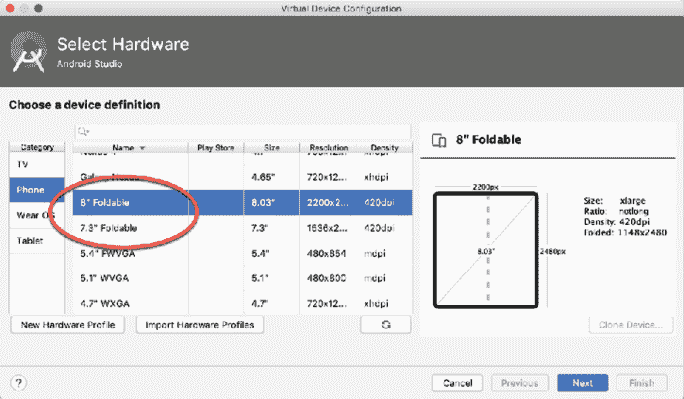 Virtual Device Configuration
Select Hardware
Android Studio
Choose a device definition
Category
TV
Phone
Wear OS
Tablet
Name Play Store Size Resolution Density
4.65" 720x12... xhdpi
8" Foldable 8.03" 2200x2... 420dpi
7.3" Foldable 7.3" 1536x2... 420dpi
5.4" FWVGA 5.4" 480x854 mdpi
5.1" WVGA 5.1" 480x800 mdpi
4.7" WXGA 4.7" 720x12... xhdpi
New Hardware Profile Import Hardware Profiles
8" Foldable
2200px
8.03"
2480px
Size: xlarge
Ratio: notlong
Density: 420dpi
Folded: 1148x2480
Clone Device...
? Cancel Previous Next Finish